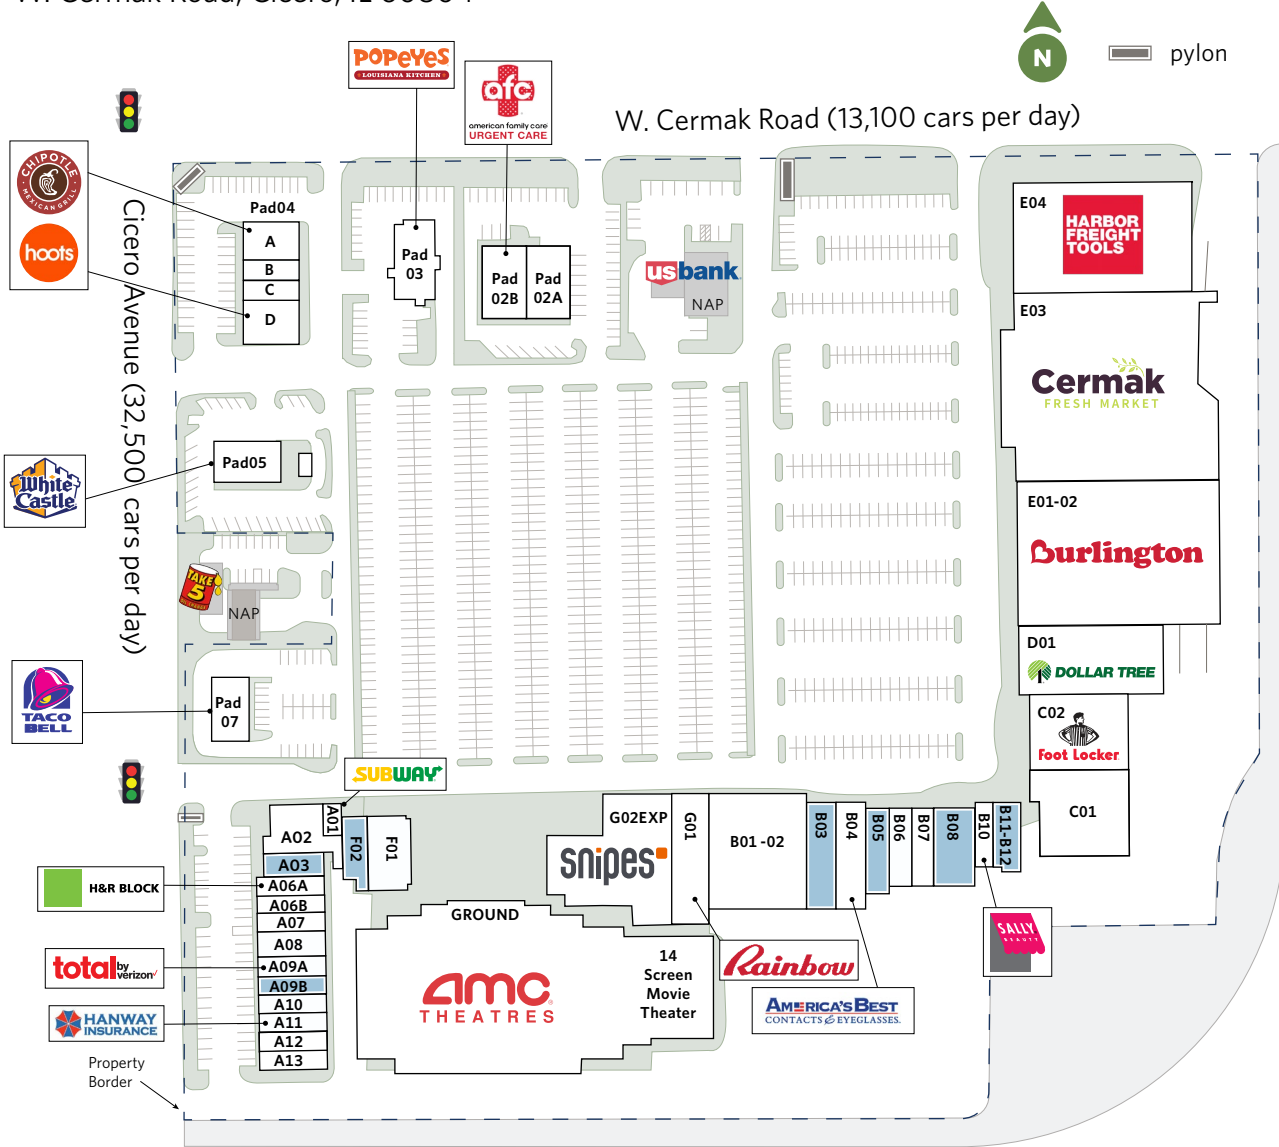 W. Cermak Road, Cicero, IL 60804
N
pylon
POPEYES
LOUISIANA KITCHEN
afc
american family care
URGENT CARE
W. Cermak Road (13,100 cars per day)
CHIPOTLE
MEXICAN GRILL
hoots
Cicero Avenue (32,500 cars per day)
Pad04
A
B
C
D
Pad
03
Pad
02B
Pad
02A
usbank
NAP
E04
HARBOR
FREIGHT
TOOLS
E03
Cermak
FRESH MARKET
E01-02
Burlington
D01
DOLLAR TREE
C02
Foot Locker
C01
White
Castle
Pad05
TAKE
5
NAP
TACO
BELL
Pad
07
SUBWAY
A01
A02
A03
F02
F01
A06A
A06B
A07
A08
A09A
A09B
A10
A11
A12
A13
H&R BLOCK
total by
verizon
HANWAY
INSURANCE
Property
Border
GROUND
amc
THEATRES
14
Screen
Movie
Theater
G02EXP
snipes
G01
B01-02
B03
B04
B05
B06
B07
B08
B10
B11-B12
Rainbow
AMERICA'S BEST
CONTACTS & EYEGLASSES
SALLY
BEAUTY